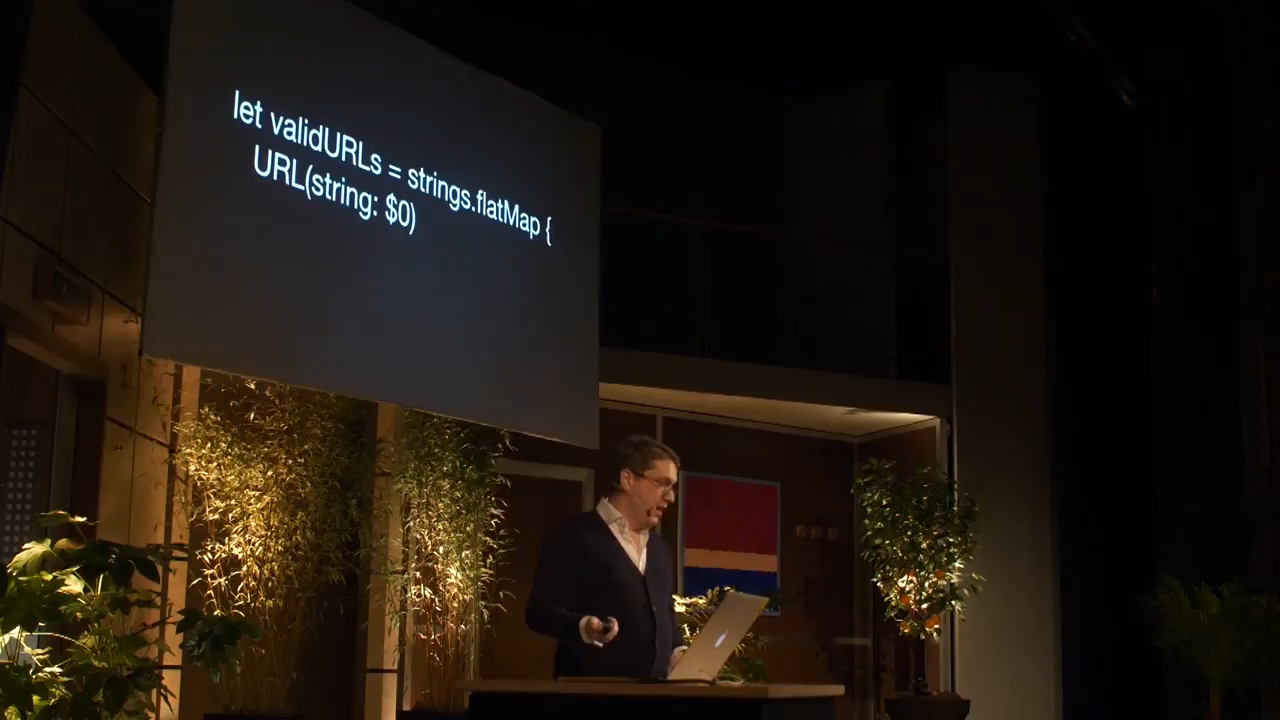 let validURLs = strings.flatMap {
URL(string: $0)